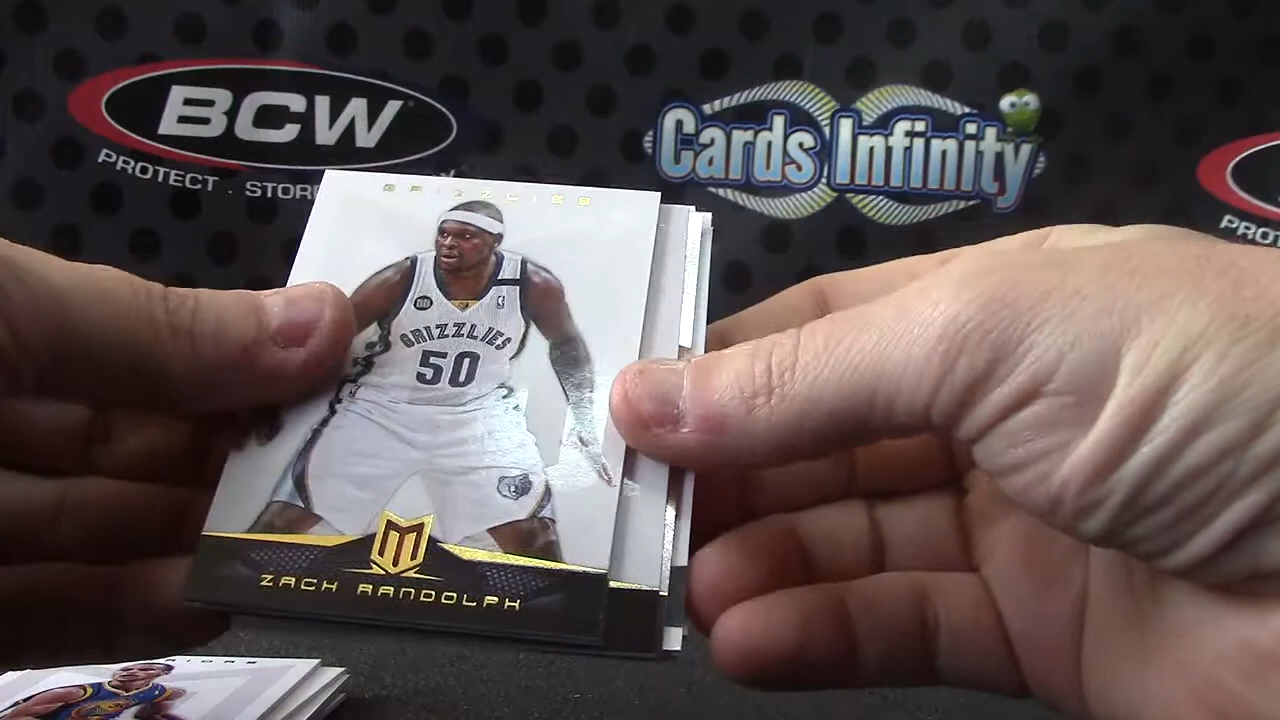 BCW
PROTECT . STOR
Cards Infinity
PROT
GRIZZLIES
GRIZZLIES
50
M
ZACH RANDOLPH